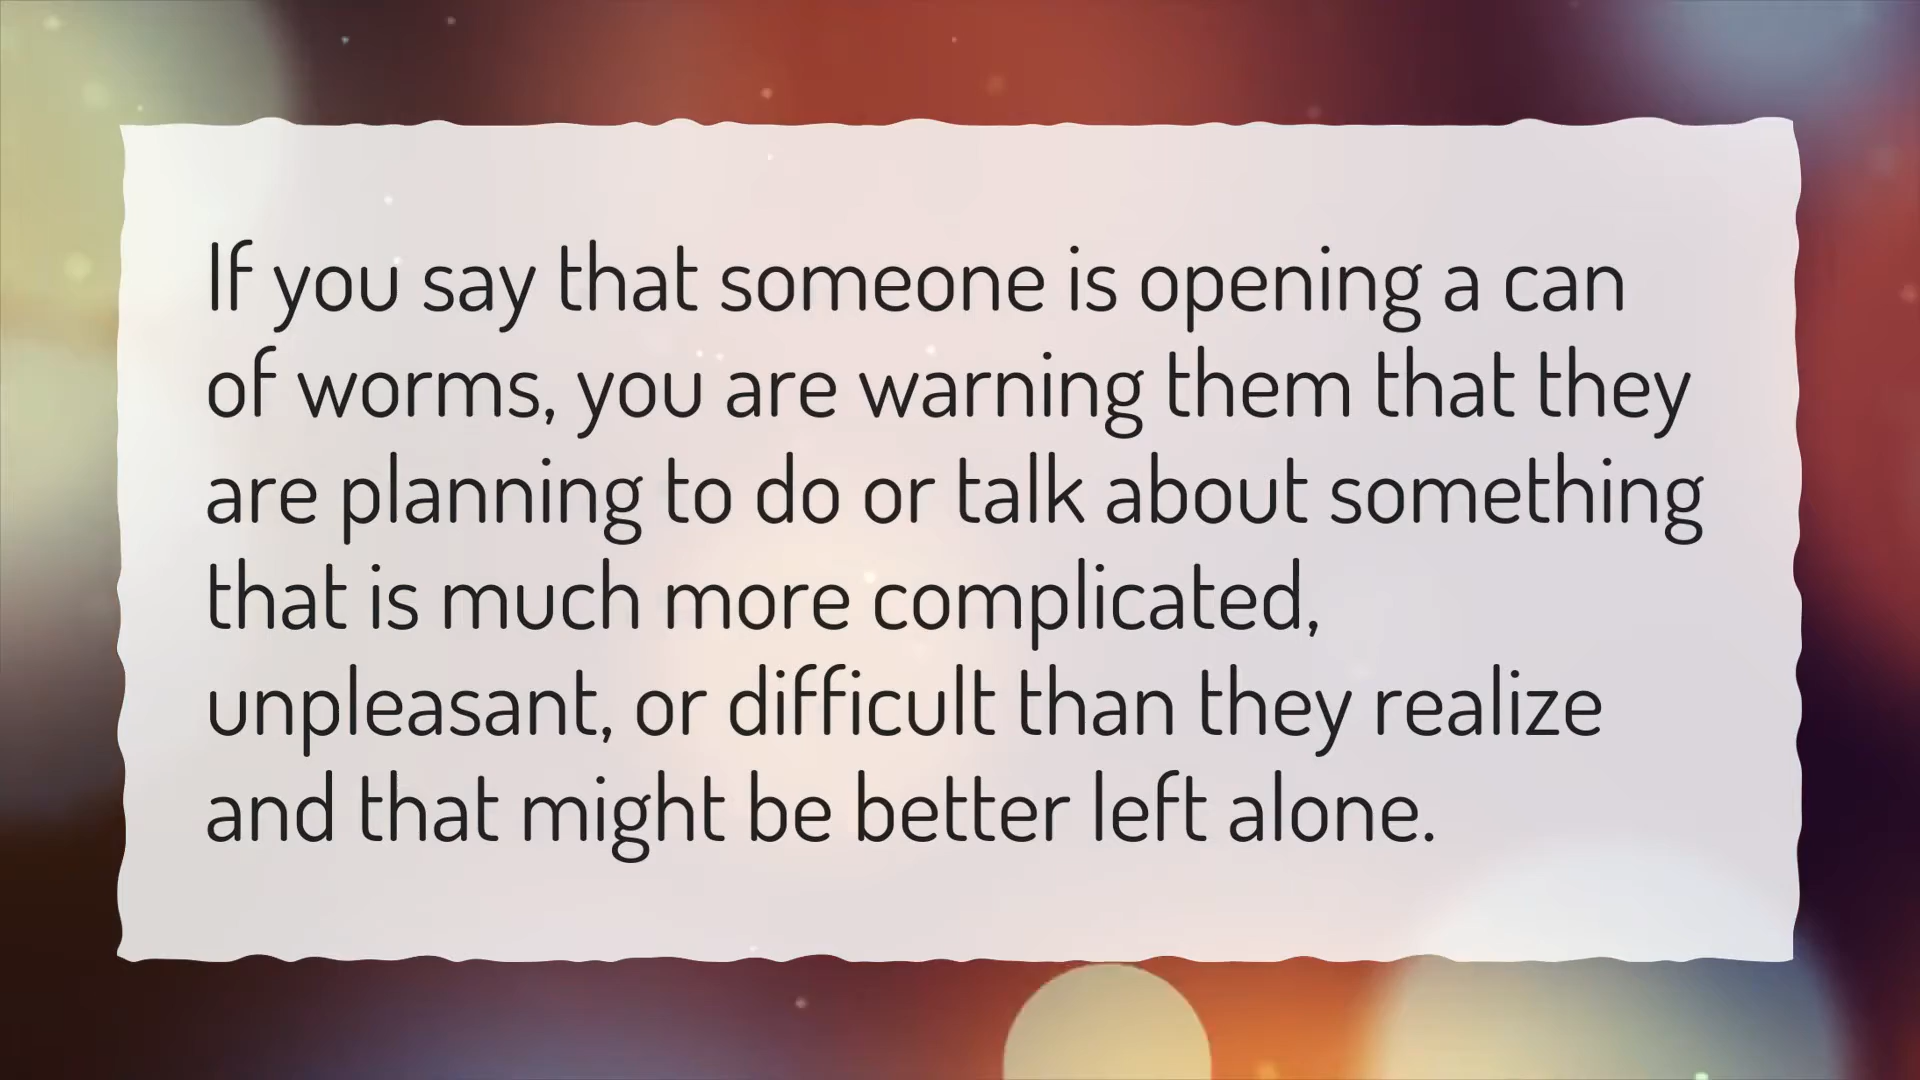 If you say that someone is opening a can
of worms, you are warning them that they
are planning to do or talk about something
that is much more complicated,
unpleasant, or difficult than they realize
and that might be better left alone.